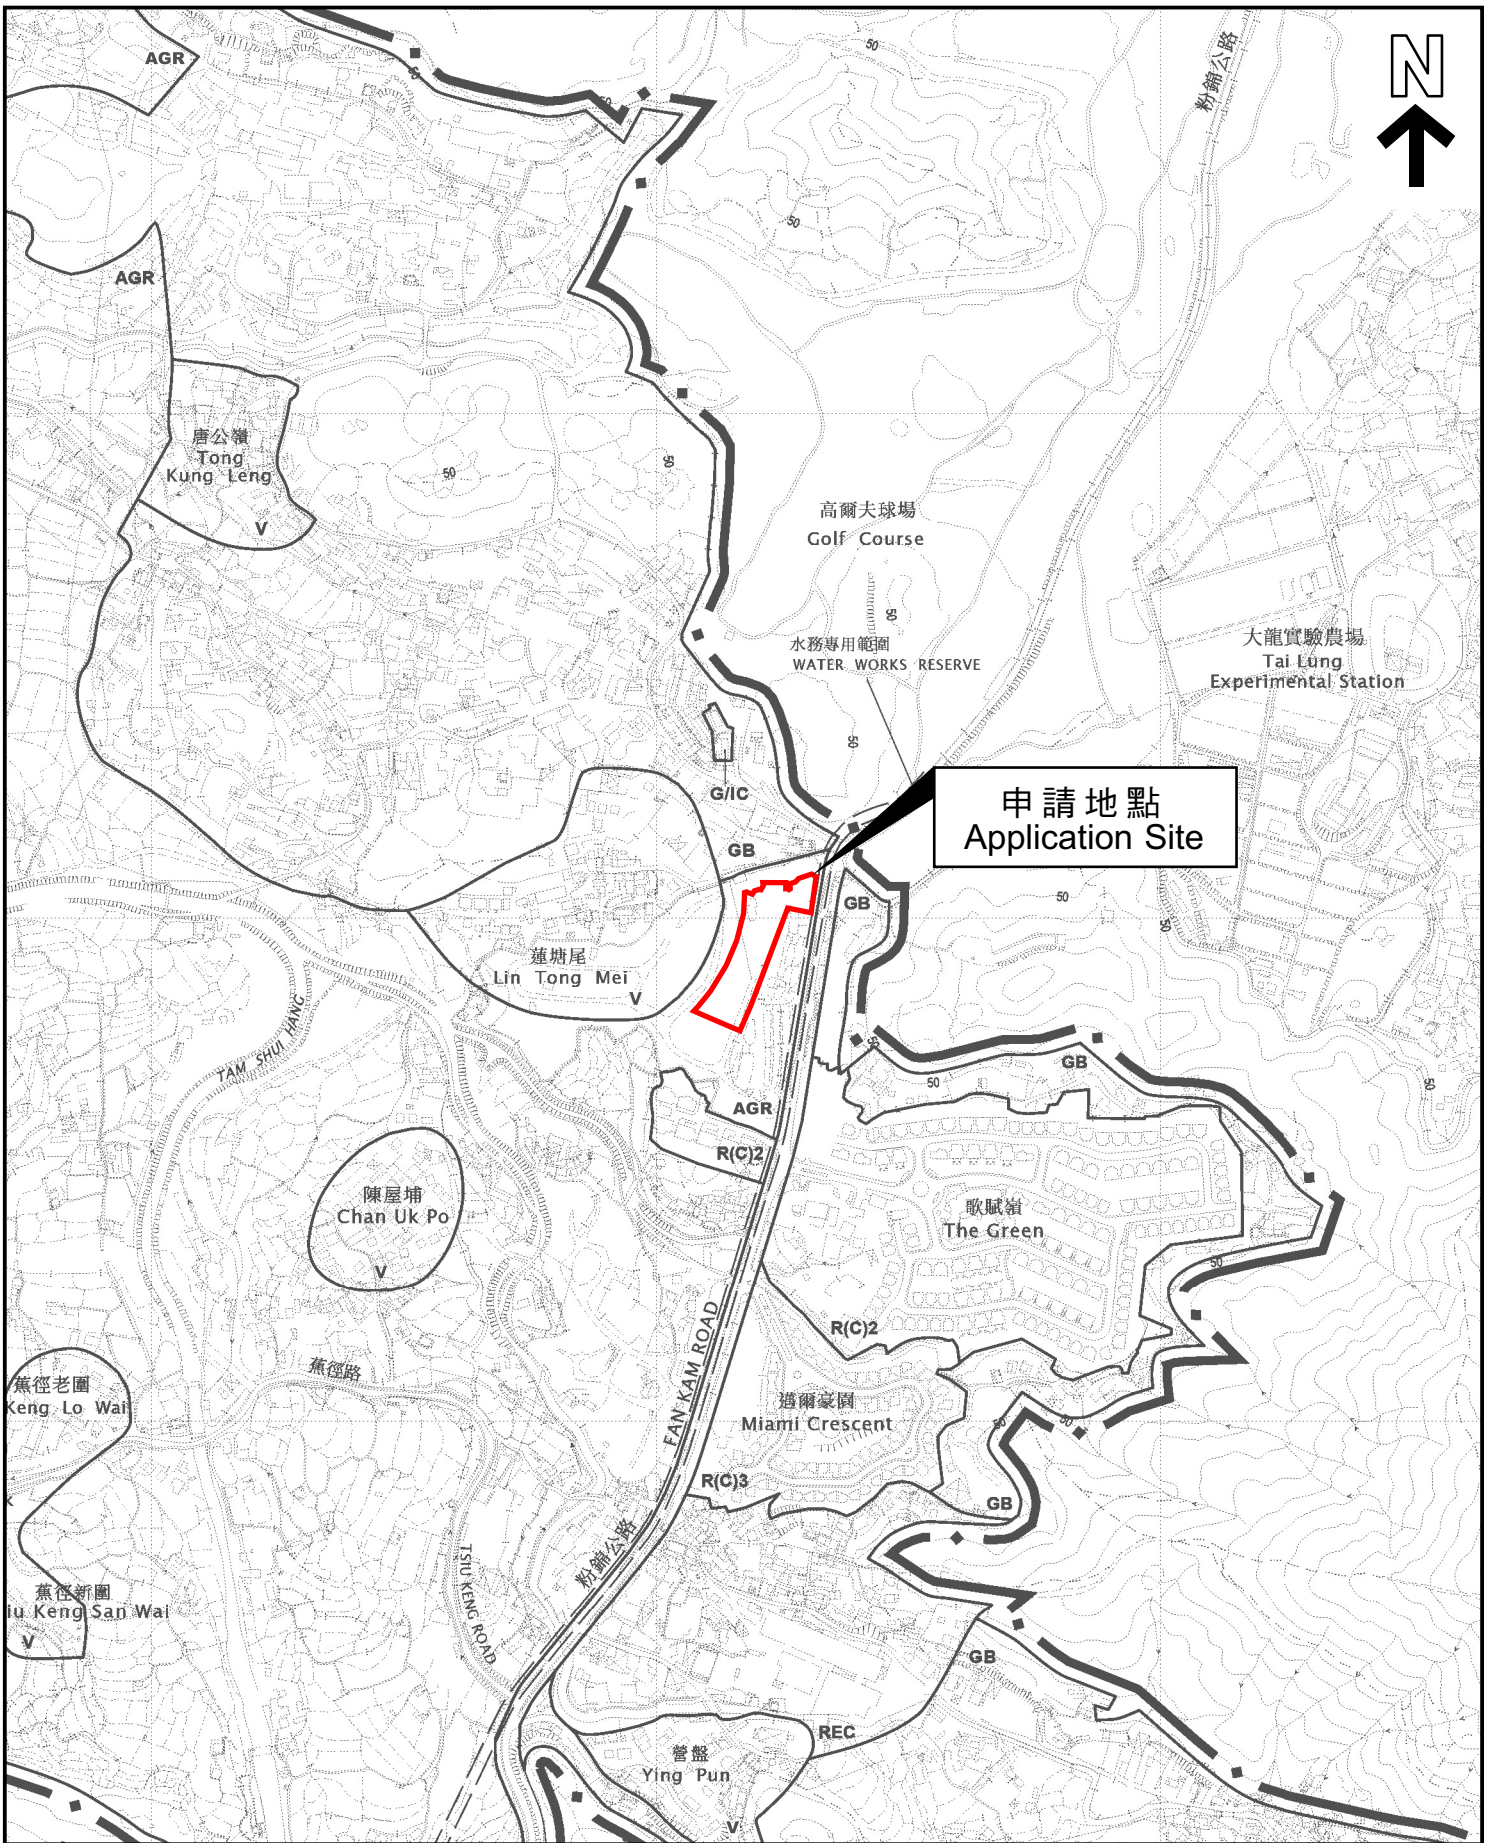 AGR
50
50
50
粉錦公路
N
50
AGR
唐公嶺
Tong
Kung Leng
V
50
50
高爾夫球場
Golf Course
50
水務專用範圍
WATER WORKS RESERVE
大龍實驗農場
Tai Lung
Experimental Station
50
G/IC
申請地點
Application Site
GB
GB
50
50
蓮塘尾
Lin Tong Mei
V
TAM SHUI HANG
50
GB
50
50
AGR
R(C)2
陳屋埔
Chan Uk Po
V
歌賦嶺
The Green
50
R(C)2
FAN KAM ROAD
蕉徑路
蕉徑老圍
Keng Lo Wai
邁爾豪園
Miami Crescent
50
50
R(C)3
GB
粉錦公路
TSIU KENG ROAD
蕉徑新圍
iu Keng San Wai
V
GB
REC
營盤
Ying Pun
V